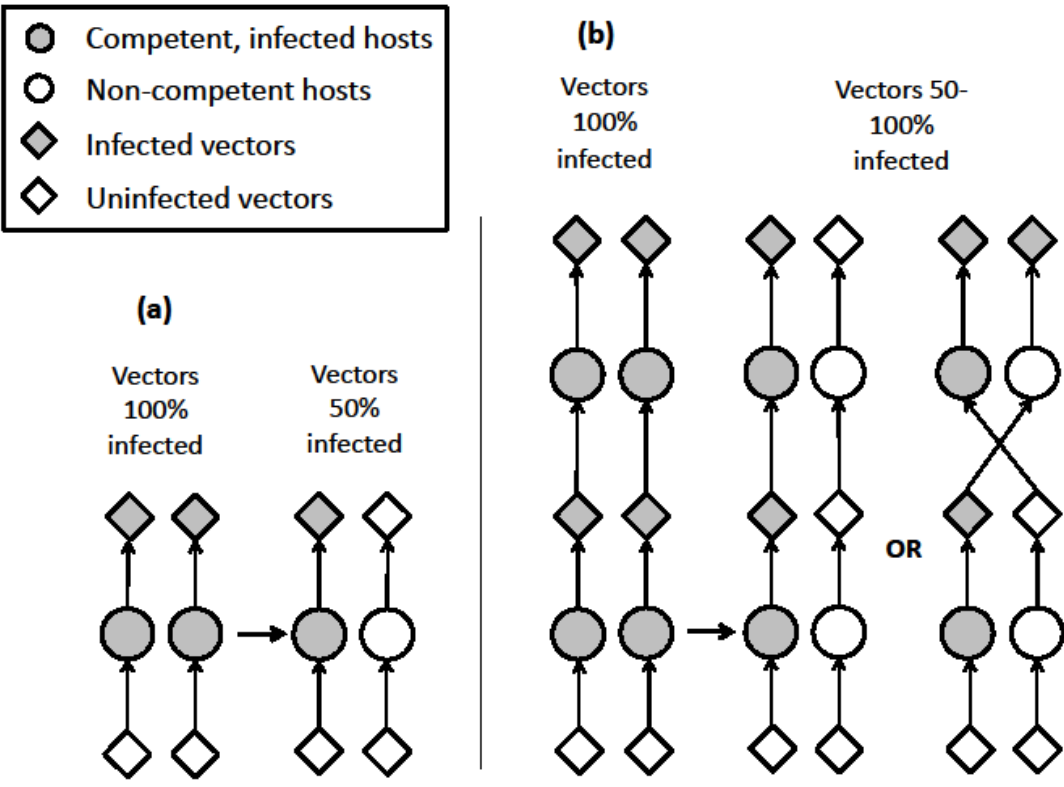 Competent, infected hosts
Non-competent hosts
Infected vectors
Uninfected vectors
(a)
Vectors
100%
infected
Vectors
50%
infected
(b)
Vectors
100%
infected
Vectors 50-
100%
infected
OR